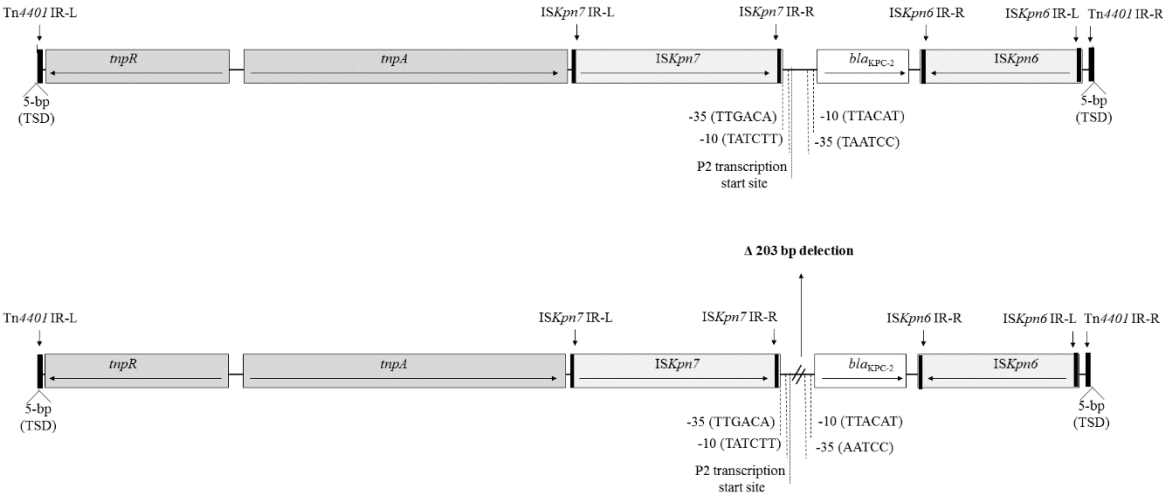 Tn4401 IR-L
ISKpn7 IR-L
ISKpn7 IR-R
ISKpn6 IR-R
ISKpn6 IR-L
Tn4401 IR-R
tnpR
tnpA
ISKpn7
blaKPC-2
ISKpn6
5-bp
(TSD)
-35 (TTGACA)
-10 (TATCTT)
P2 transcription
start site
-10 (TTACAT)
-35 (TAATCC)
5-bp
(TSD)
Δ 203 bp delection
Tn4401 IR-L
ISKpn7 IR-L
ISKpn7 IR-R
ISKpn6 IR-R
ISKpn6 IR-L
Tn4401 IR-R
tnpR
tnpA
ISKpn7
blaKPC-2
ISKpn6
5-bp
(TSD)
-35 (TTGACA)
-10 (TATCTT)
P2 transcription
start site
-10 (TTACAT)
-35 (AATCC)
5-bp
(TSD)